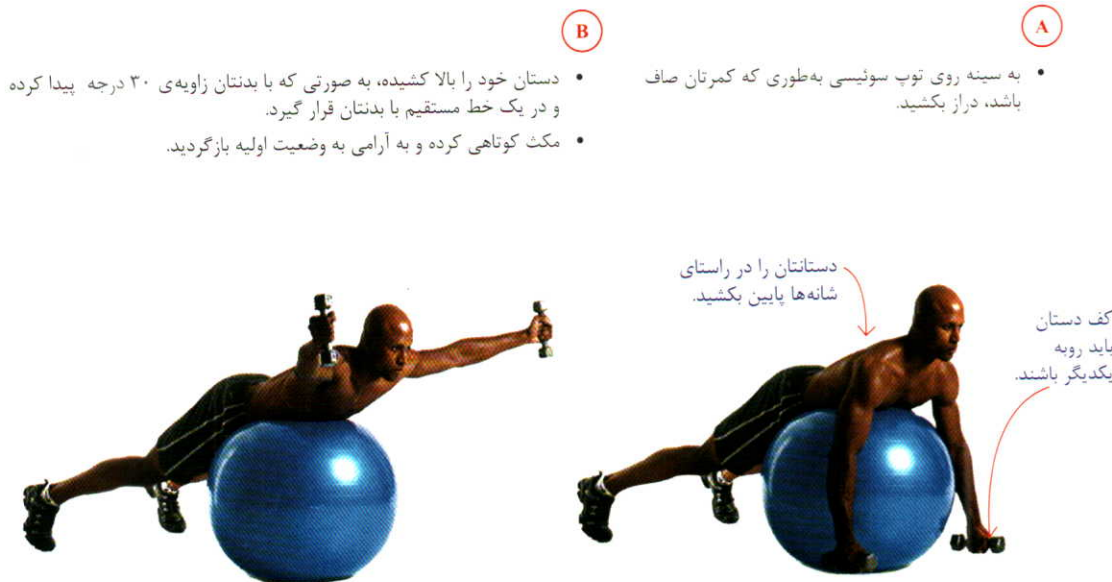 A
• به سینه روی توپ سوئیسی به‌طوری که کمرتان صاف
باشد، دراز بکشید.
دستانتان را در راستای
شانه‌ها پایین بکشید.
کف دستان
باید روبه
یکدیگر باشند.
B
• دستان خود را بالا کشیده، به صورتی که با بدنتان زاویه‌ی ۳۰ درجه پیدا کرده
و در یک خط مستقیم با بدنتان قرار گیرد.
• مکث کوتاهی کرده و به آرامی به وضعیت اولیه بازگردید.